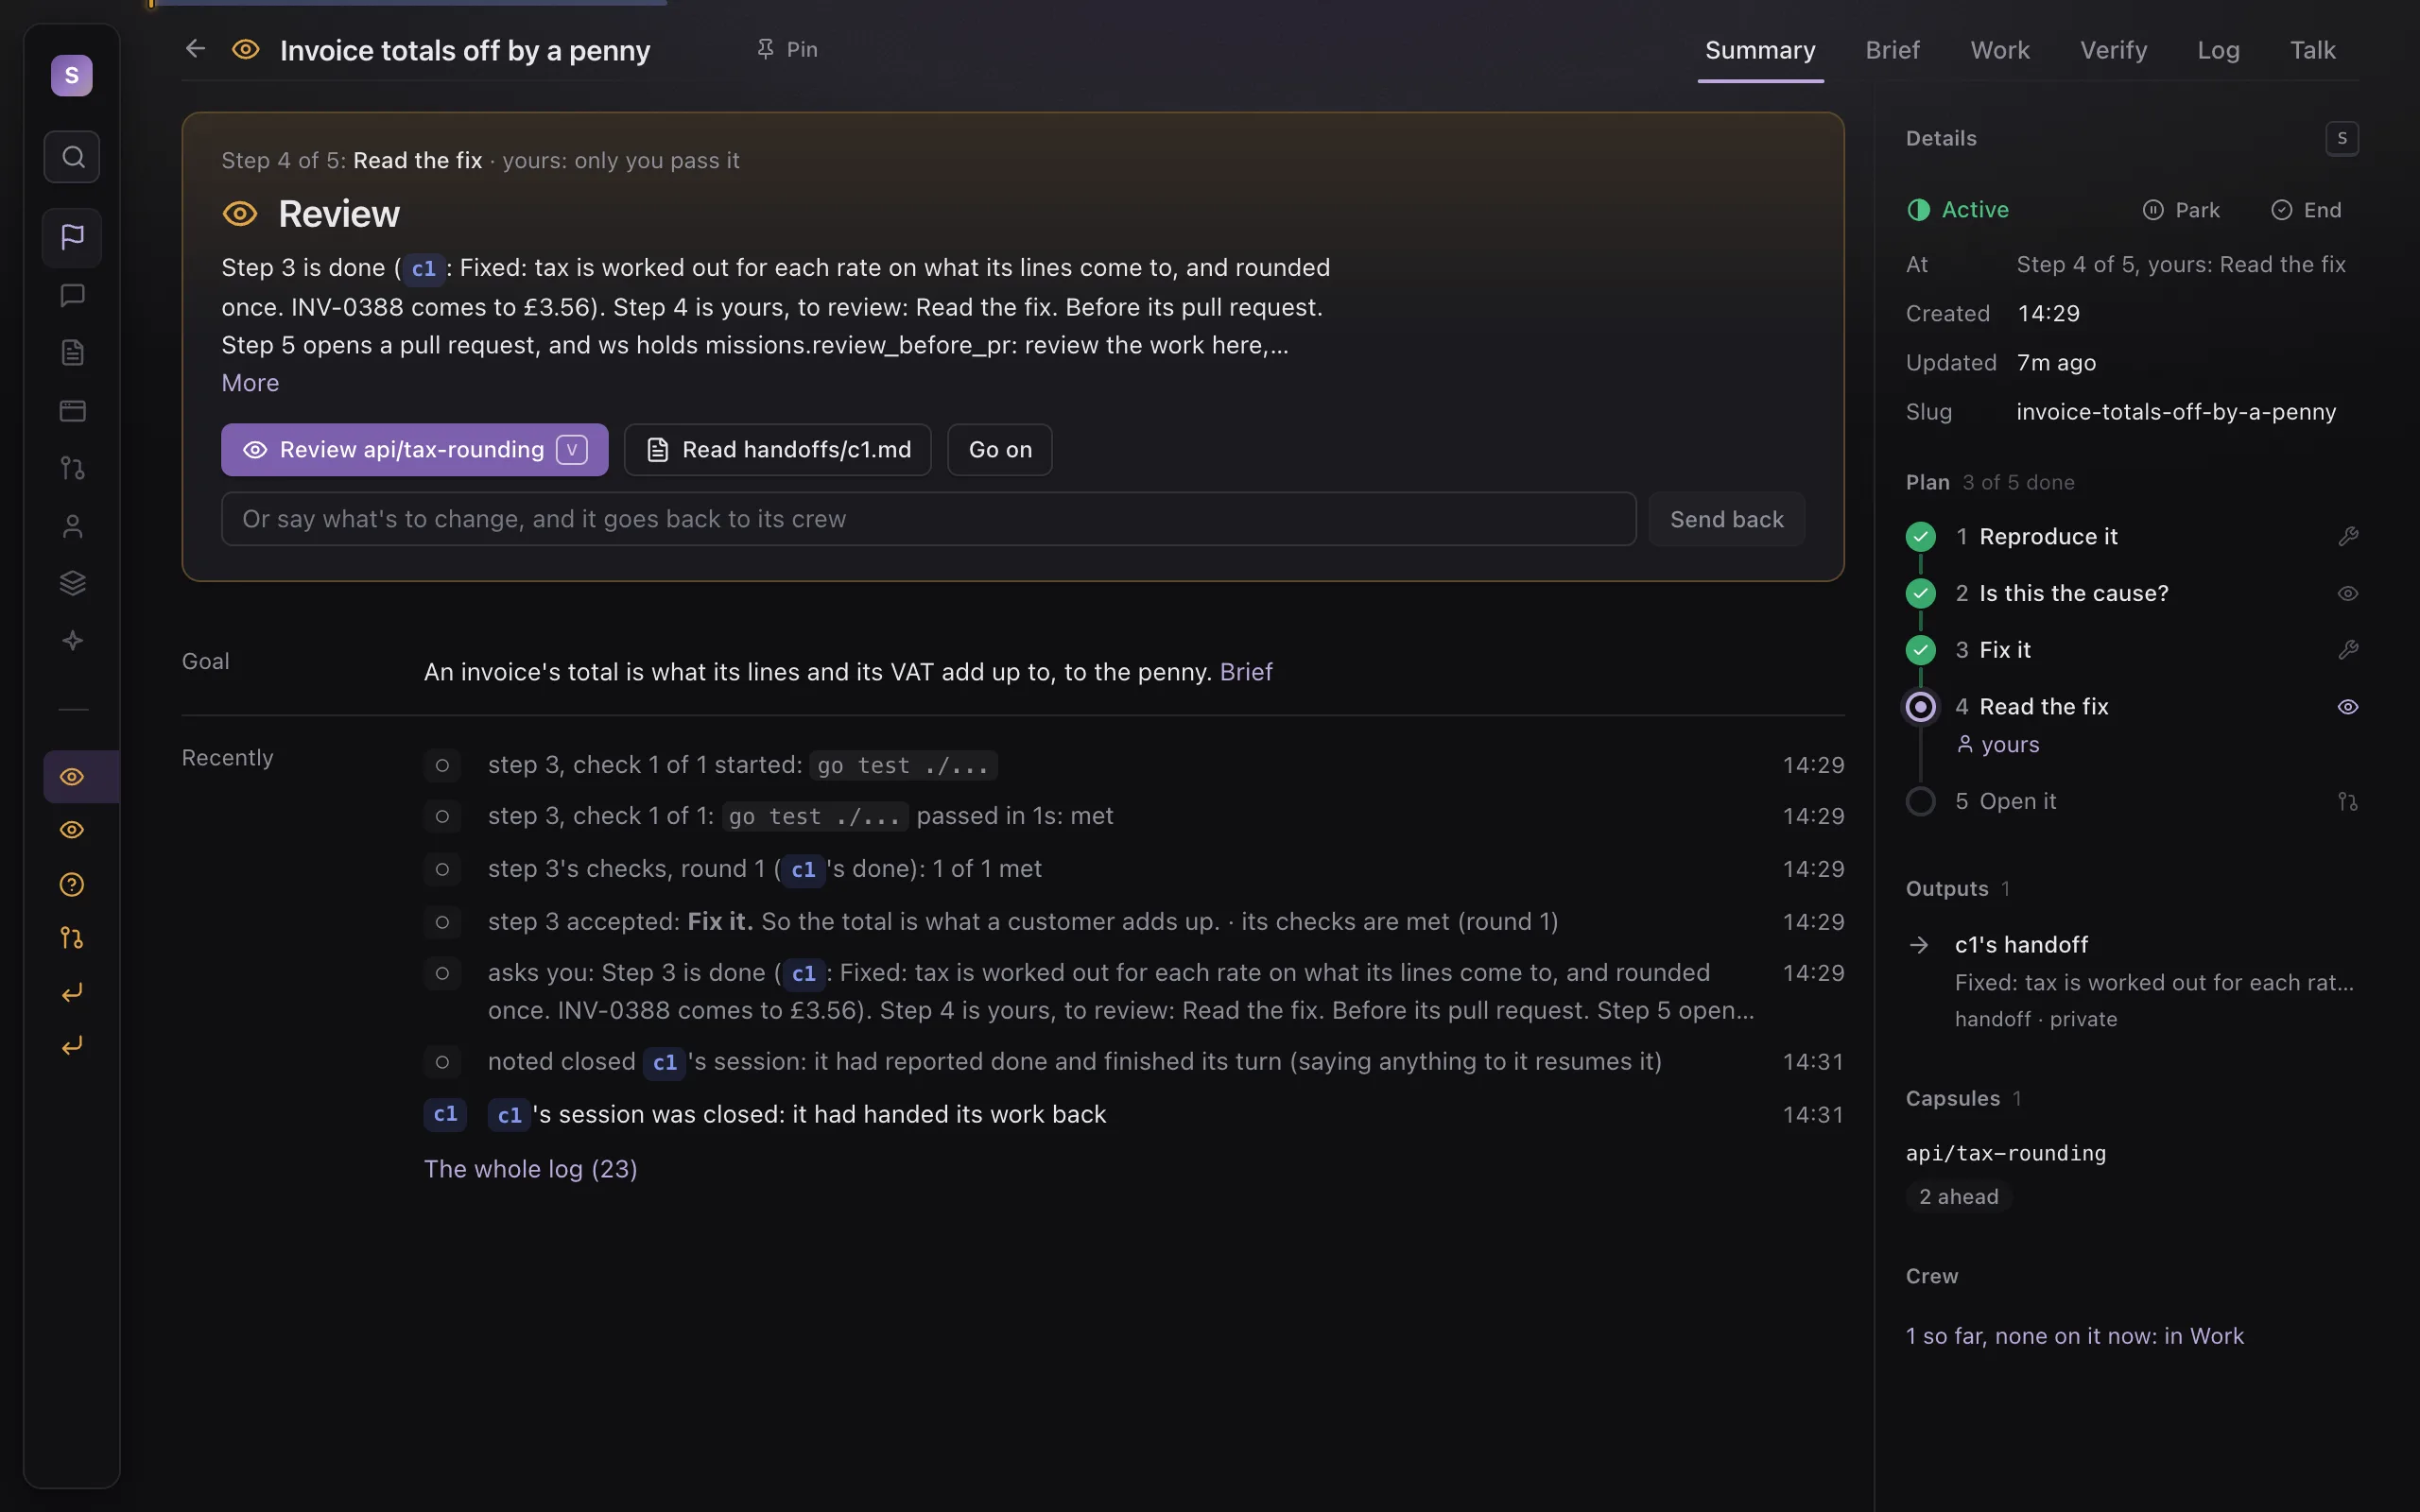 S
Invoice totals off by a penny
Pin
Summary
Brief
Work
Verify
Log
Talk
Step 4 of 5: Read the fix · yours: only you pass it
Review
Step 3 is done (c1: Fixed: tax is worked out for each rate on what its lines come to, and rounded
once. INV-0388 comes to £3.56). Step 4 is yours, to review: Read the fix. Before its pull request.
Step 5 opens a pull request, and ws holds missions.review_before_pr: review the work here,...
More
Review api/tax-rounding V
Read handoffs/c1.md
Go on
Or say what's to change, and it goes back to its crew
Send back
Goal
An invoice's total is what its lines and its VAT add up to, to the penny. Brief
Recently
step 3, check 1 of 1 started: go test ./... 14:29
step 3, check 1 of 1: go test ./... passed in 1s: met 14:29
step 3's checks, round 1 (c1's done): 1 of 1 met 14:29
step 3 accepted: Fix it. So the total is what a customer adds up. · its checks are met (round 1) 14:29
asks you: Step 3 is done (c1: Fixed: tax is worked out for each rate on what its lines come to, and rounded 14:29
once. INV-0388 comes to £3.56). Step 4 is yours, to review: Read the fix. Before its pull request. Step 5 open...
noted closed c1's session: it had reported done and finished its turn (saying anything to it resumes it) 14:31
c1 c1's session was closed: it had handed its work back 14:31
The whole log (23)
Details S
Active
Park
End
At Step 4 of 5, yours: Read the fix
Created 14:29
Updated 7m ago
Slug invoice-totals-off-by-a-penny
Plan 3 of 5 done
1 Reproduce it
2 Is this the cause?
3 Fix it
4 Read the fix
yours
5 Open it
Outputs 1
c1's handoff
Fixed: tax is worked out for each rat...
handoff · private
Capsules 1
api/tax-rounding
2 ahead
Crew
1 so far, none on it now: in Work